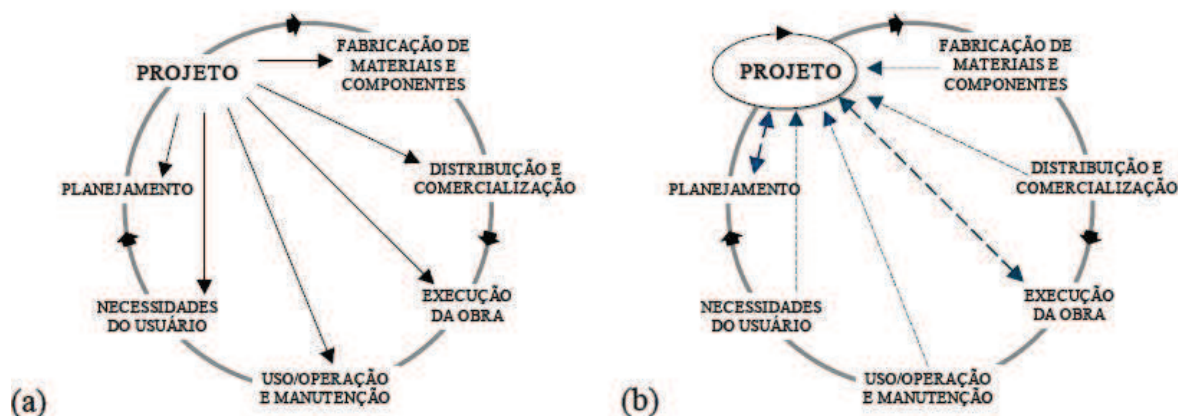 FABRICAÇÃO DE
MATERIAIS E
COMPONENTES
PROJETO
DISTRIBUIÇÃO E
COMERCIALIZAÇÃO
PLANEJAMENTO
EXECUÇÃO
DA OBRA
NECESSIDADES
DO USUÁRIO
USO/OPERAÇÃO
E MANUTENÇÃO
(a)
FABRICAÇÃO DE
MATERIAIS E
COMPONENTES
PROJETO
DISTRIBUIÇÃO E
COMERCIALIZAÇÃO
PLANEJAMENTO
EXECUÇÃO
DA OBRA
NECESSIDADES
DO USUÁRIO
USO/OPERAÇÃO
E MANUTENÇÃO
(b)